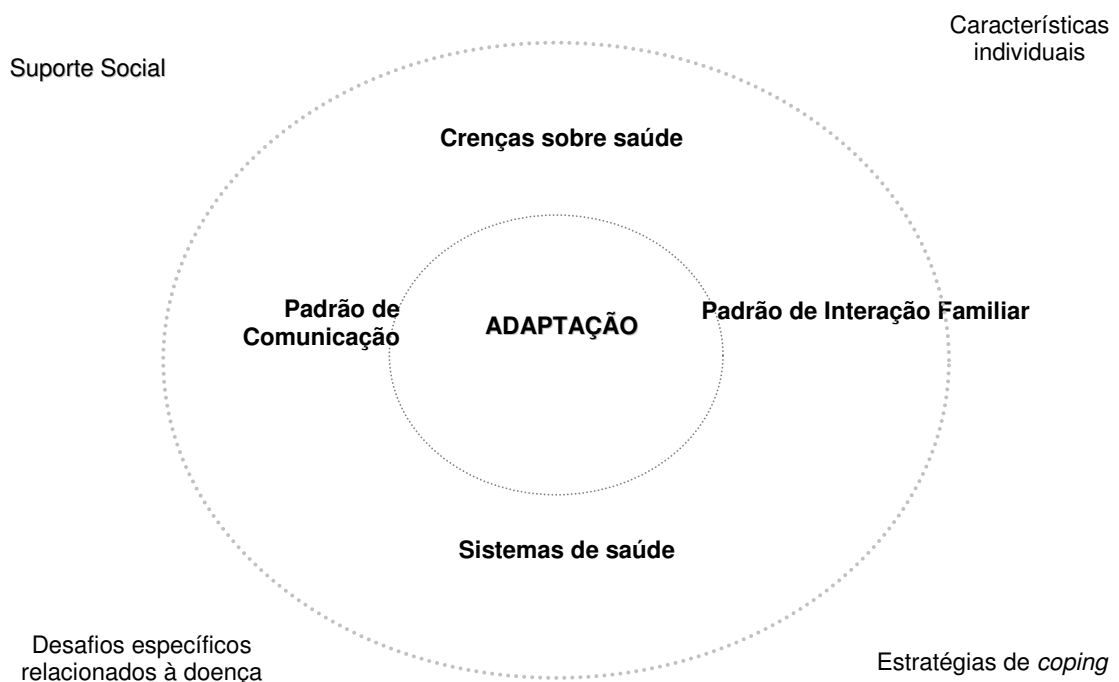 Características
individuais
Suporte Social
Crenças sobre saúde
Padrão de
Comunicação
ADAPTAÇÃO
Padrão de Interação Familiar
Sistemas de saúde
Desafios específicos
relacionados à doença
Estratégias de coping